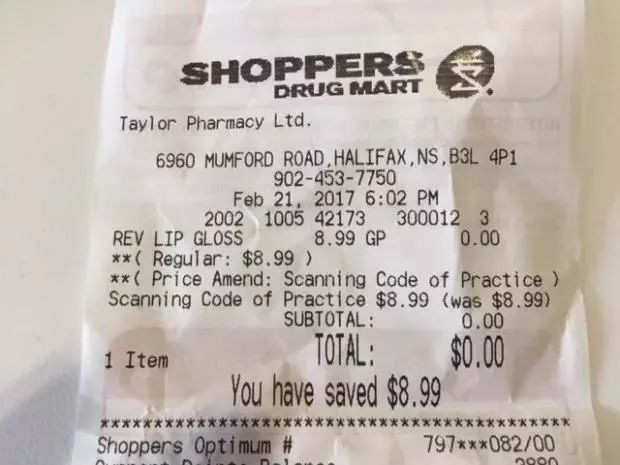 SHOPPERS
DRUG MART
Taylor Pharmacy Ltd.
6960 MUMFORD ROAD,HALIFAX,NS,B3L 4P1
902-453-7750
Feb 21, 2017 6:02 PM
2002 1005 42173 300012 3
REV LIP GLOSS 8.99 GP 0.00
**( Regular: $8.99 )
**( Price Amend: Scanning Code of Practice )
Scanning Code of Practice $8.99 (was $8.99)
SUBTOTAL: 0.00
1 Item TOTAL: $0.00
You have saved $8.99
************************************************
Shoppers Optimum # 797***082/00